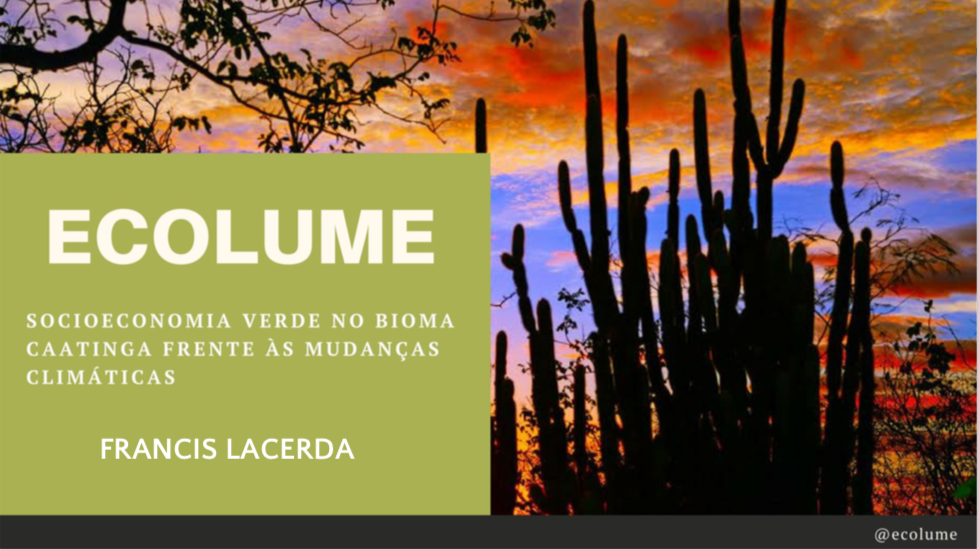 ECOLUME
SOCIOECONOMIA VERDE NO BIOMA
CAATINGA FRENTE ÀS MUDANÇAS
CLIMÁTICAS
FRANCIS LACERDA
@ecolume